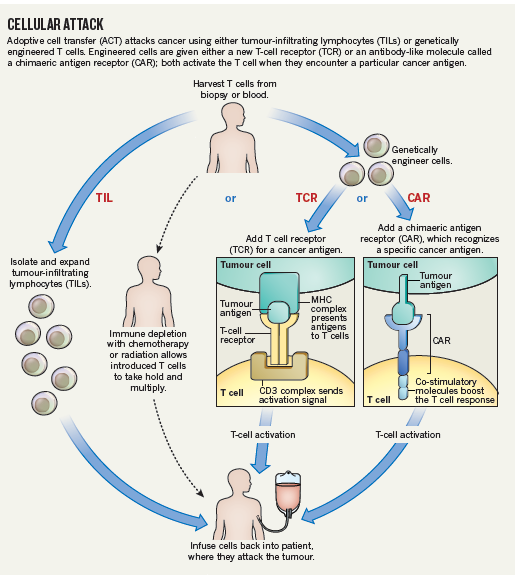 CELLULAR ATTACK
Adoptive cell transfer (ACT) attacks cancer using either tumour-infiltrating lymphocytes (TILs) or genetically
engineered T cells. Engineered cells are given either a new T-cell receptor (TCR) or an antibody-like molecule called
a chimaeric antigen receptor (CAR); both activate the T cell when they encounter a particular cancer antigen.
Harvest T cells from
biopsy or blood.
Genetically
engineer cells.
TIL
or
TCR
or
CAR
Isolate and expand
tumour-infiltrating
lymphocytes (TILs).
Immune depletion
with chemotherapy
or radiation allows
introduced T cells
to take hold and
multiply.
Add T cell receptor
(TCR) for a cancer antigen.
Tumour cell
Tumour
antigen
MHC
complex
presents
antigens
to T cells
T-cell
receptor
T cell
CD3 complex sends
activation signal
Add a chimaeric antigen
receptor (CAR), which recognizes
a specific cancer antigen.
Tumour cell
Tumour
antigen
CAR
T cell
Co-stimulatory
molecules boost
the T cell response
T-cell activation
T-cell activation
Infuse cells back into patient,
where they attack the tumour.